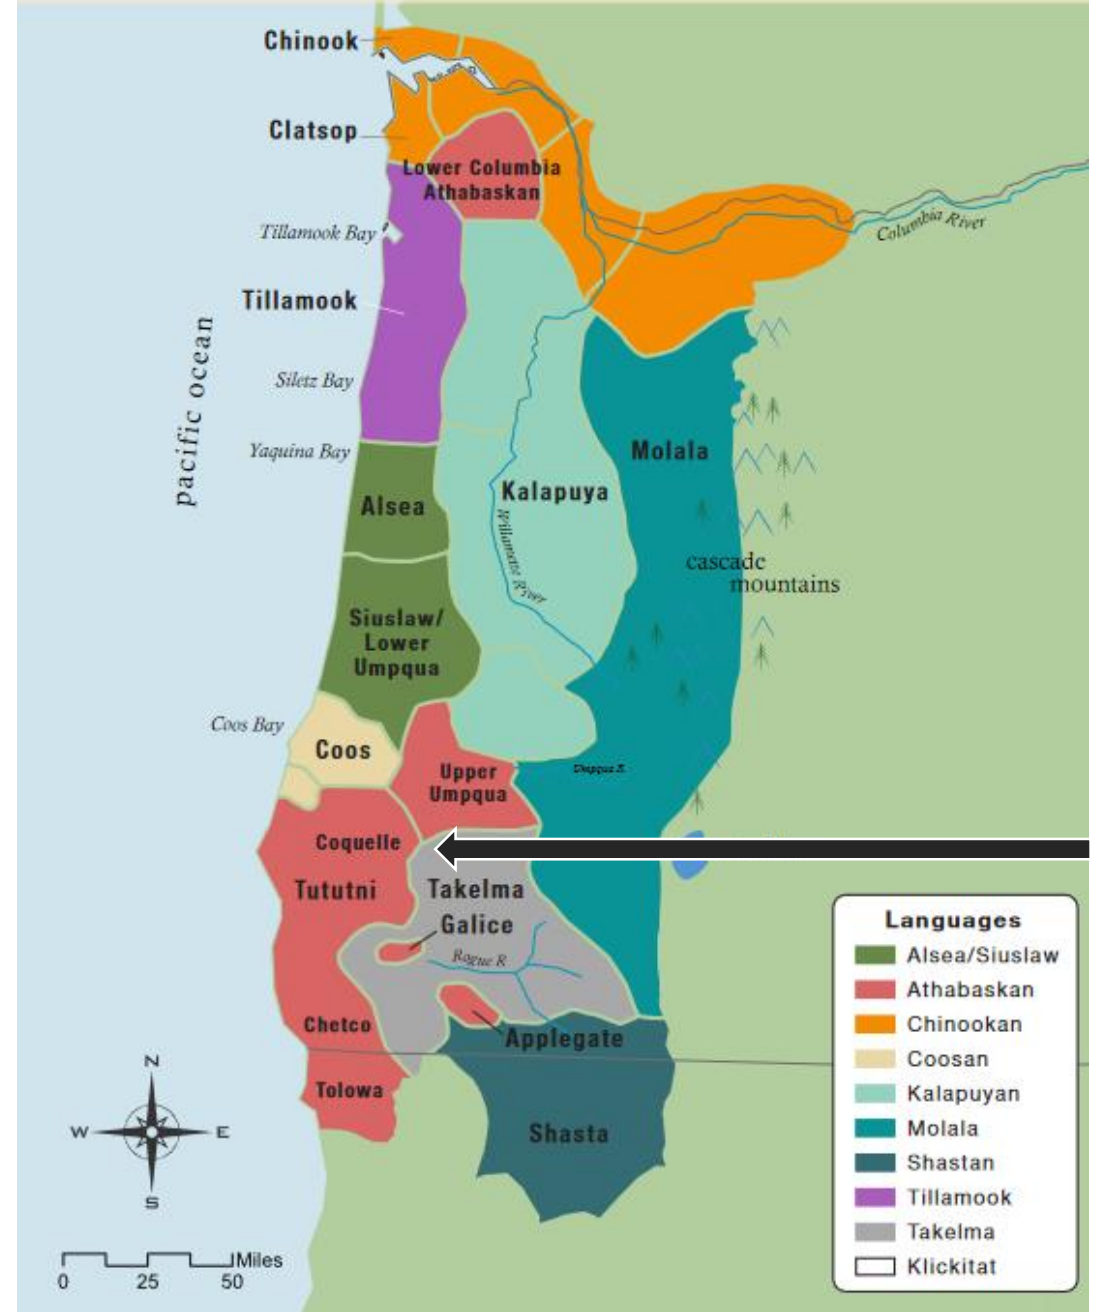 Chinook
Clatsop
Lower Columbia
Athabaskan
Tillamook Bay
Columbia River
Tillamook
pacific ocean
Siletz Bay
Yaquina Bay
Molala
Kalapuya
Alsea
Willamate River
cascade
mountains
Siuslaw/
Lower
Umpqua
Coos Bay
Coos
Upper
Umpqua
Umpqua R
Coquelle
Tututni
Takelma
Galice
Rogue R
Chetco
Applegate
Tolowa
Shasta
N
W
E
S
Miles
0 25 50
Languages
Alsea/Siuslaw
Athabaskan
Chinookan
Coosan
Kalapuyan
Molala
Shastan
Tillamook
Takelma
Klickitat